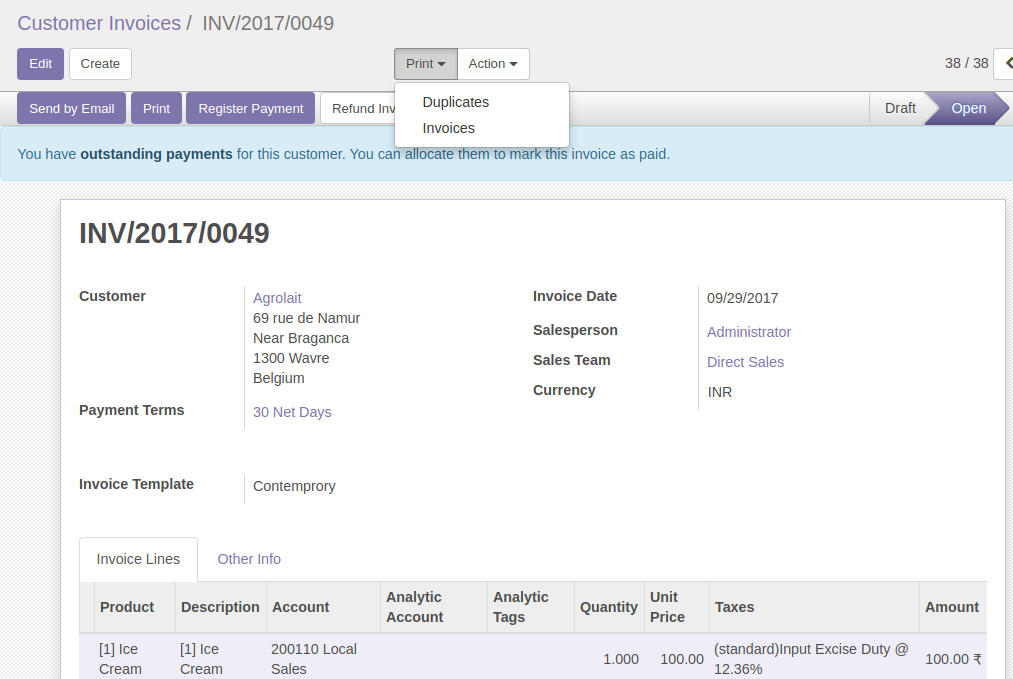 Customer Invoices / INV/2017/0049
Edit Create Print Action 38 / 38
Send by Email Print Register Payment Refund Inv Draft Open
Duplicates
Invoices
You have outstanding payments for this customer. You can allocate them to mark this invoice as paid.
INV/2017/0049
Customer Agrolait
69 rue de Namur
Near Braganca
1300 Wavre
Belgium
Payment Terms 30 Net Days
Invoice Date 09/29/2017
Salesperson Administrator
Sales Team Direct Sales
Currency INR
Invoice Template Contemprory
Invoice Lines Other Info
Product Description Account Analytic Account Analytic Tags Quantity Unit Price Taxes Amount
[1] Ice Cream [1] Ice Cream 200110 Local Sales 1.000 100.00 (standard)Input Excise Duty @ 12.36% 100.00 ₹